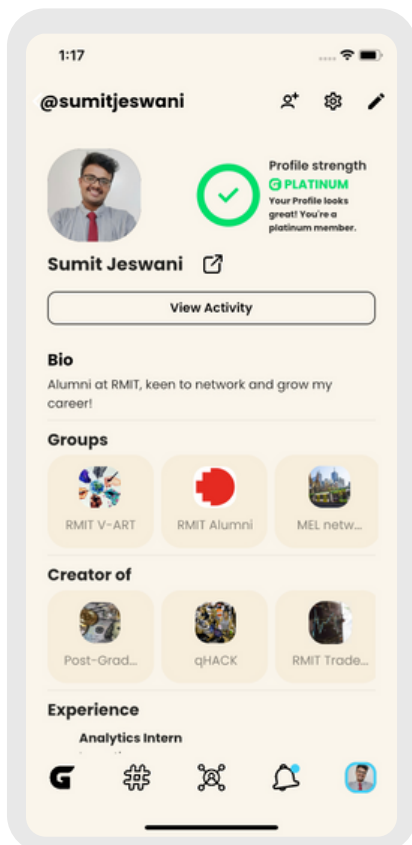 1:17
@sumitjeswani
Profile strength
PLATINUM
Your Profile looks
great! You're a
platinum member.
Sumit Jeswani
View Activity
Bio
Alumni at RMIT, keen to network and grow my
career!
Groups
RMIT V-ART
RMIT Alumni
MEL netw...
Creator of
Post-Grad...
qHACK
RMIT Trade...
Experience
Analytics Intern
G